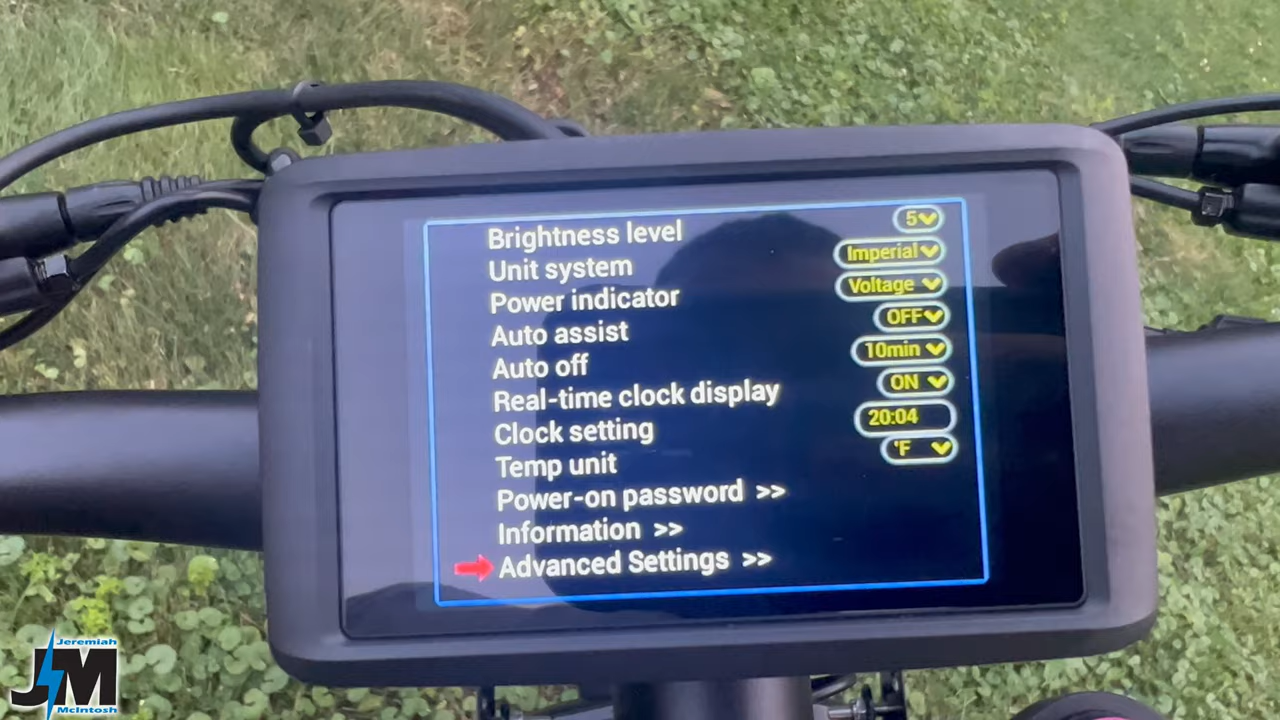 Brightness level 5
Unit system Imperial
Power indicator Voltage
Auto assist OFF
Auto off 10min
Real-time clock display ON
Clock setting 20:04
Temp unit °F
Power-on password >>
Information >>
Advanced Settings >>
Jeremiah
JM
McIntosh